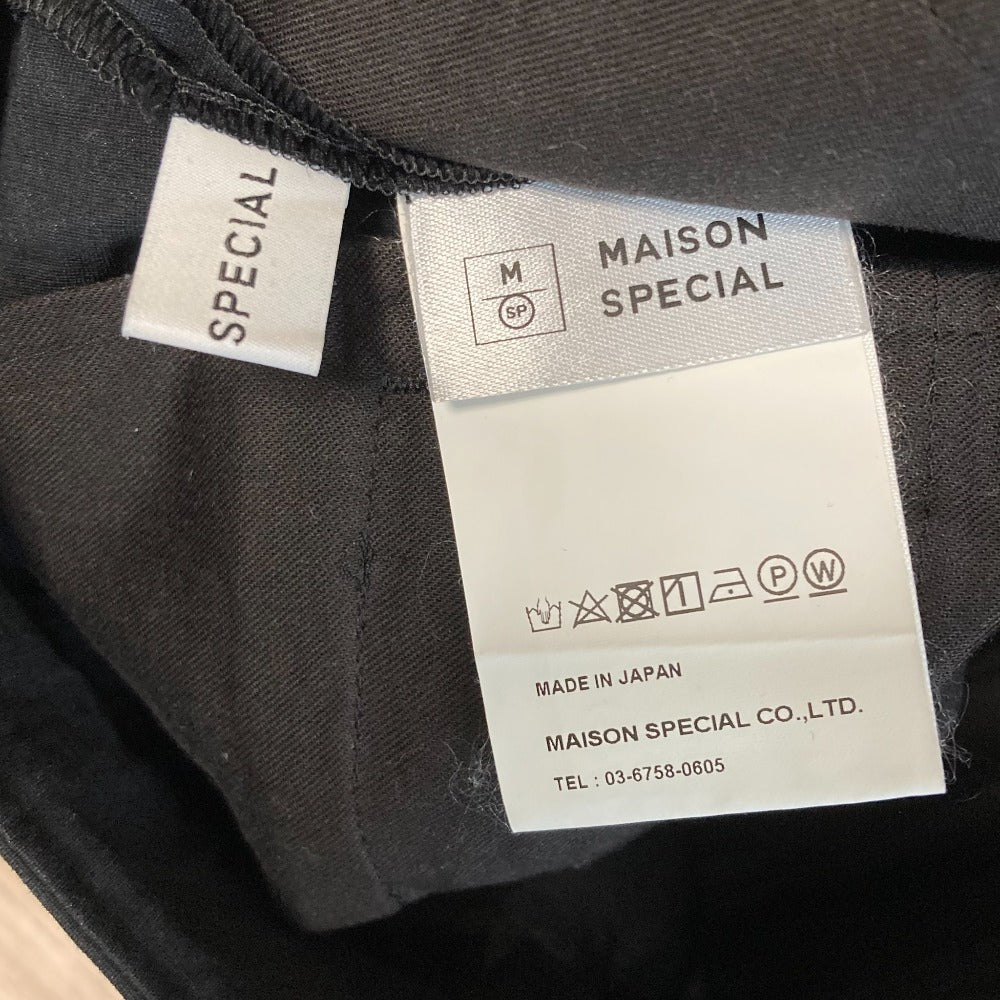 SPECIAL
M
SP
MAISON
SPECIAL
P
W
MADE IN JAPAN
MAISON SPECIAL CO.,LTD.
TEL : 03-6758-0605